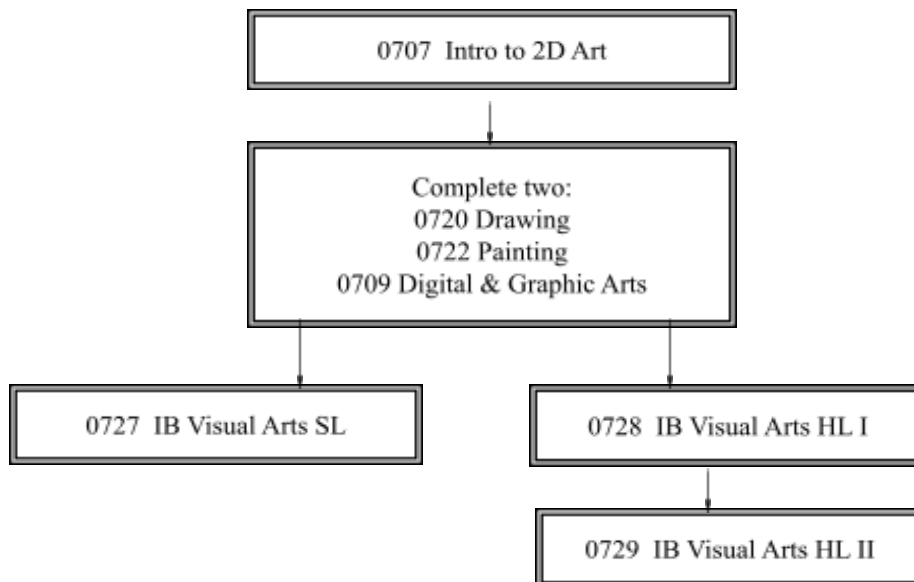 0707 Intro to 2D Art
Complete two:
0720 Drawing
0722 Painting
0709 Digital & Graphic Arts
0727 IB Visual Arts SL
0728 IB Visual Arts HL I
0729 IB Visual Arts HL II